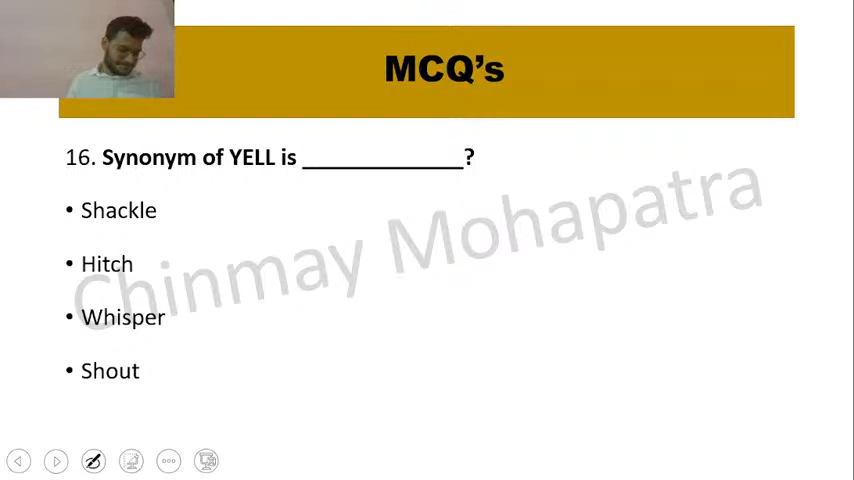 MCQ's
16. Synonym of YELL is ______________?
• Shackle
• Hitch
• Whisper
• Shout
Chinmay Mohapatra